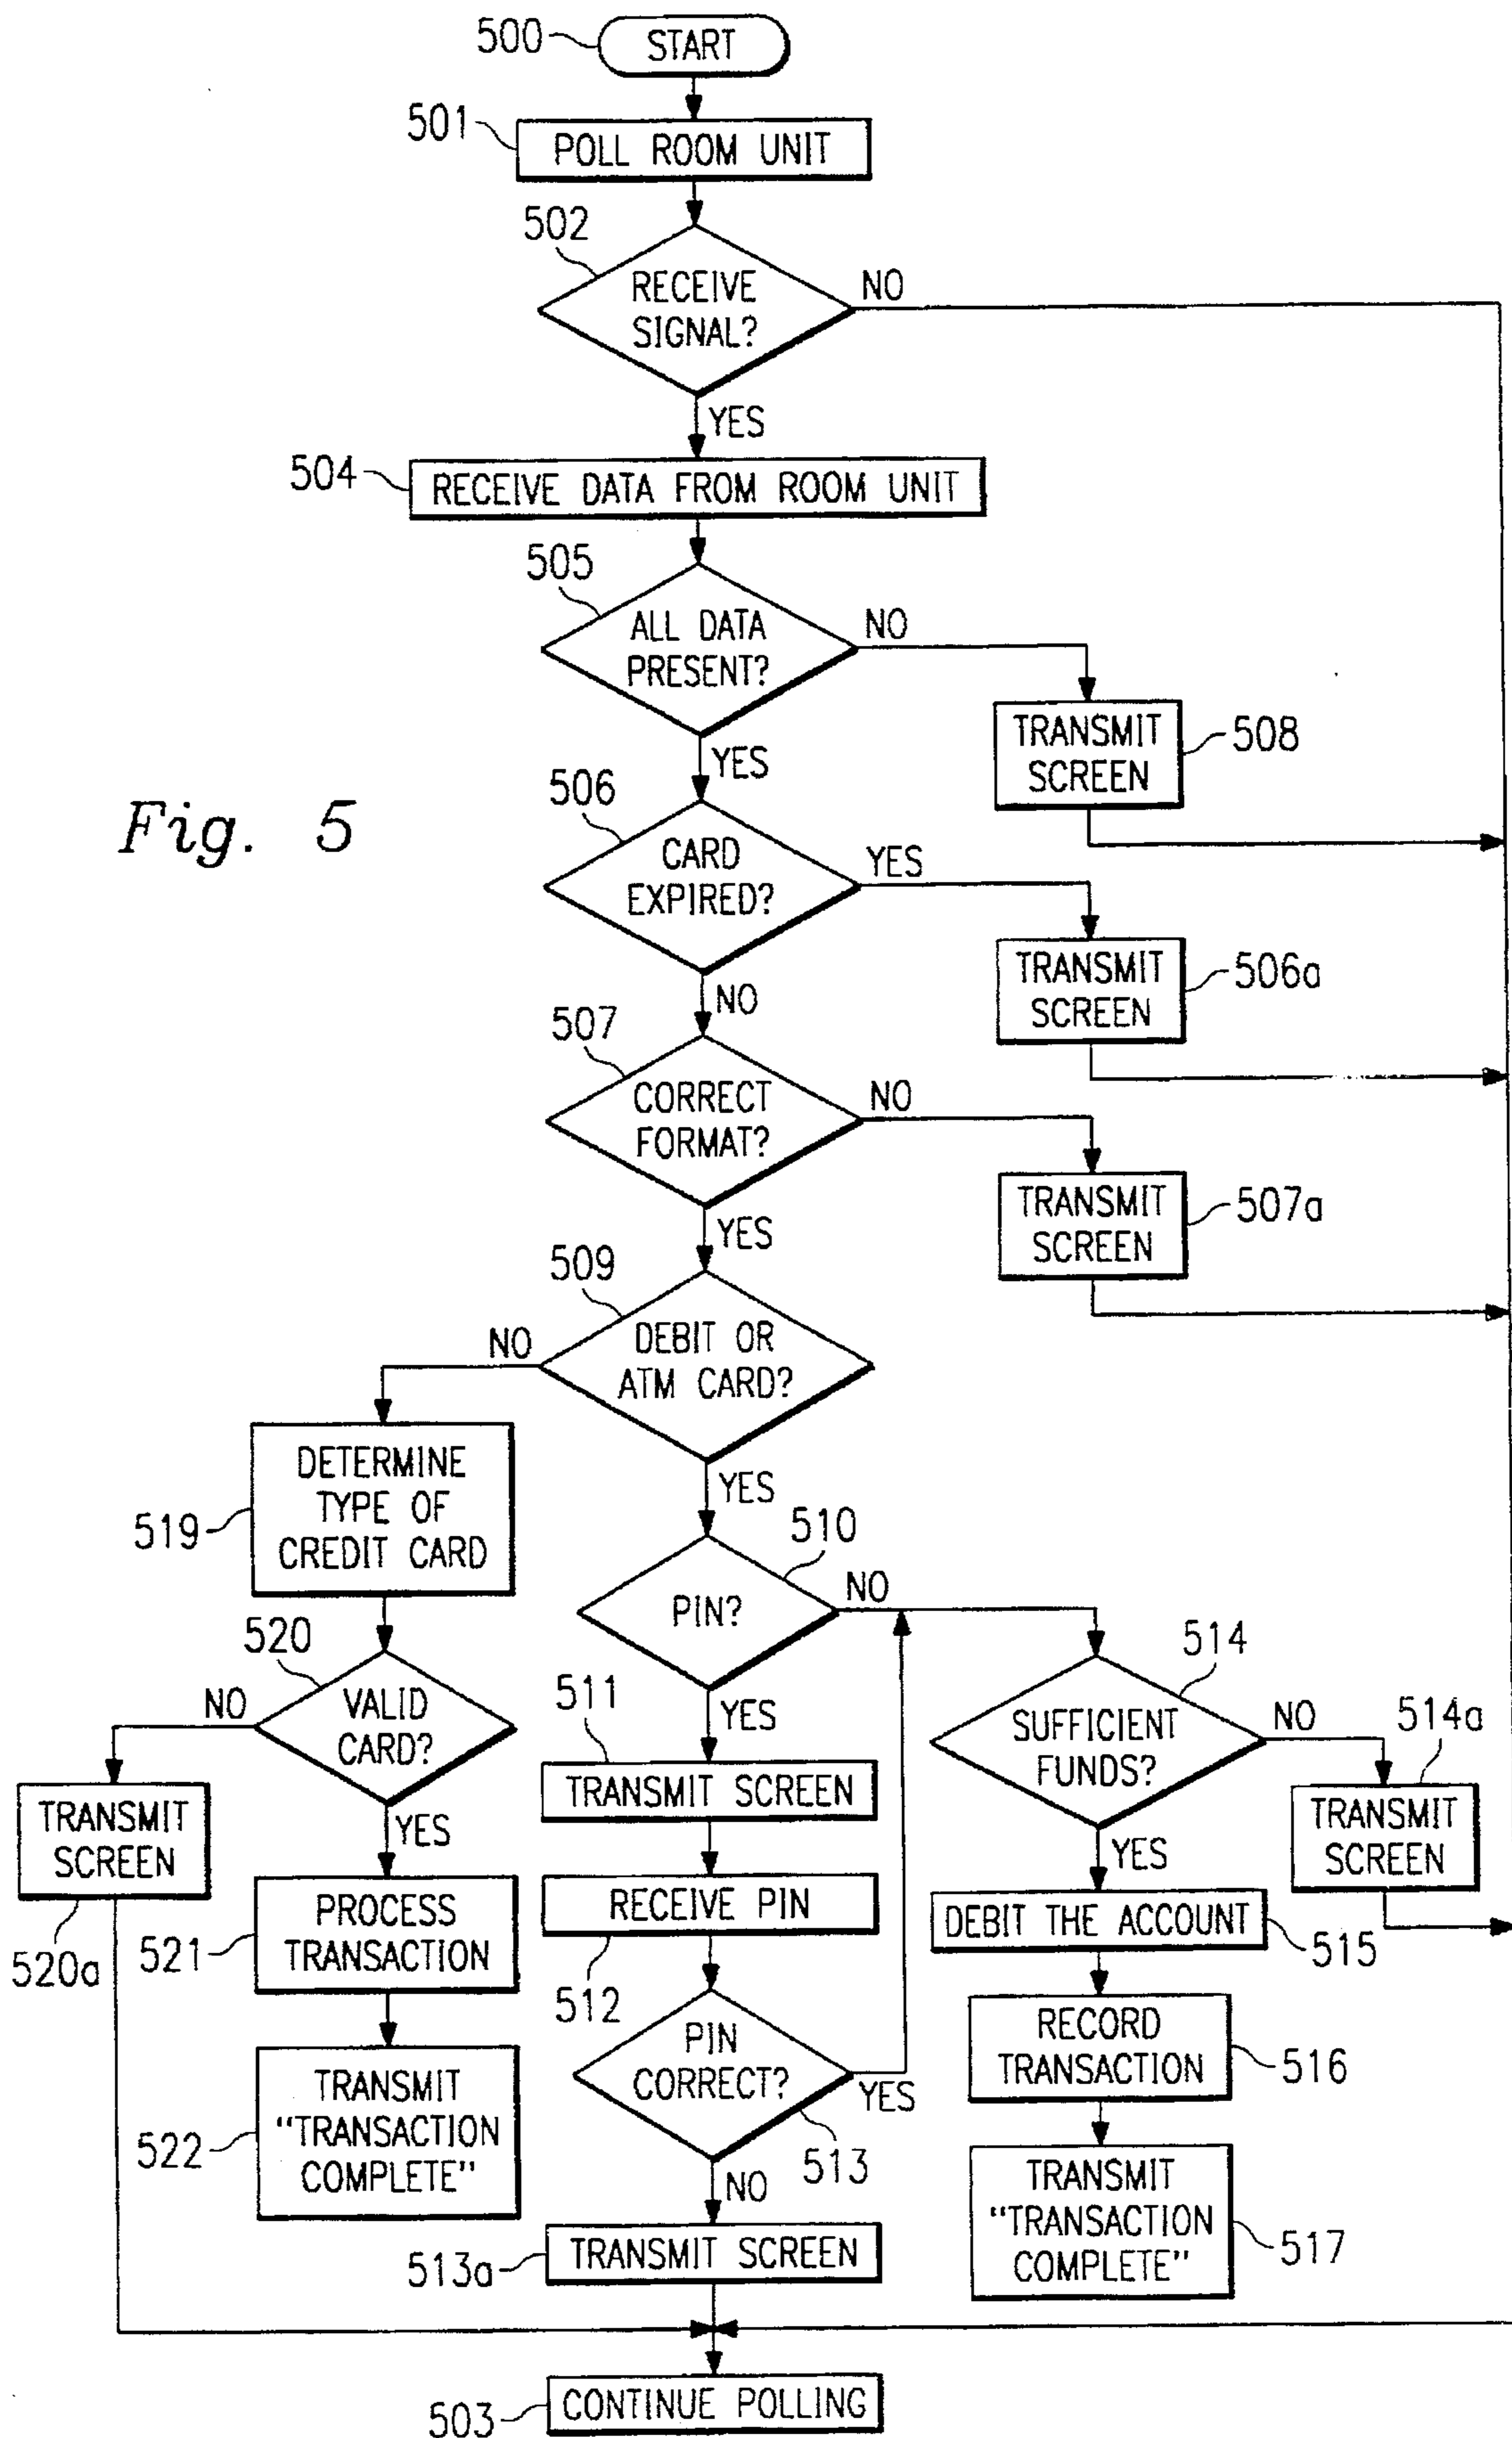 500
START
501
POLL ROOM UNIT
502
RECEIVE
SIGNAL?
NO
YES
504
RECEIVE DATA FROM ROOM UNIT
505
ALL DATA
PRESENT?
NO
YES
TRANSMIT
SCREEN
508
Fig. 5
506
CARD
EXPIRED?
YES
NO
TRANSMIT
SCREEN
506a
507
CORRECT
FORMAT?
NO
YES
TRANSMIT
SCREEN
507a
509
DEBIT OR
ATM CARD?
NO
YES
DETERMINE
TYPE OF
CREDIT CARD
519
510
PIN?
NO
YES
520
VALID
CARD?
NO
YES
511
TRANSMIT SCREEN
514
SUFFICIENT
FUNDS?
NO
YES
514a
TRANSMIT
SCREEN
TRANSMIT
SCREEN
520a
PROCESS
TRANSACTION
521
RECEIVE PIN
512
DEBIT THE ACCOUNT
515
PIN
CORRECT?
YES
513
NO
RECORD
TRANSACTION
516
TRANSMIT
"TRANSACTION
COMPLETE"
522
TRANSMIT
"TRANSACTION
COMPLETE"
517
TRANSMIT SCREEN
513a
CONTINUE POLLING
503